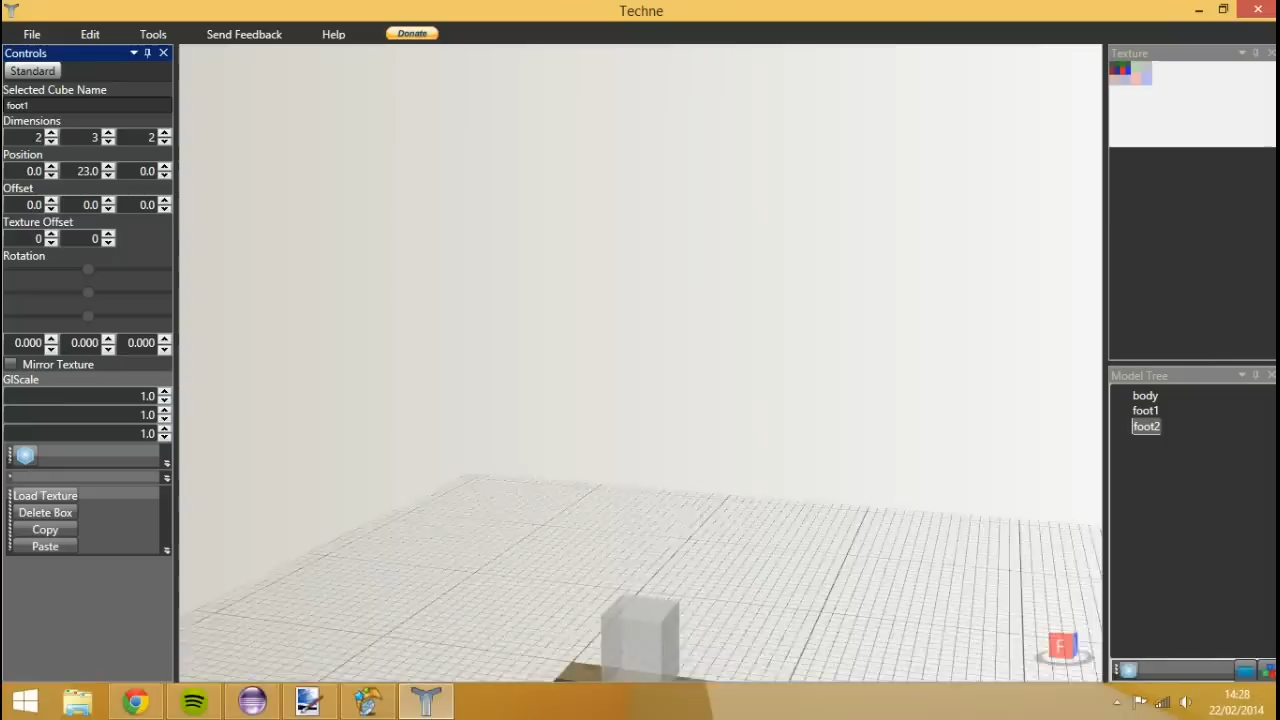 Techne
File Edit Tools Send Feedback Help Donate
Controls
Standard
Selected Cube Name
foot1
Dimensions
2 3 2
Position
0.0 23.0 0.0
Offset
0.0 0.0 0.0
Texture Offset
0 0
Rotation
0.000 0.000 0.000
Mirror Texture
GlScale
1.0
1.0
1.0
Load Texture
Delete Box
Copy
Paste
Texture
Model Tree
body
foot1
foot2
F
14:28
22/02/2014